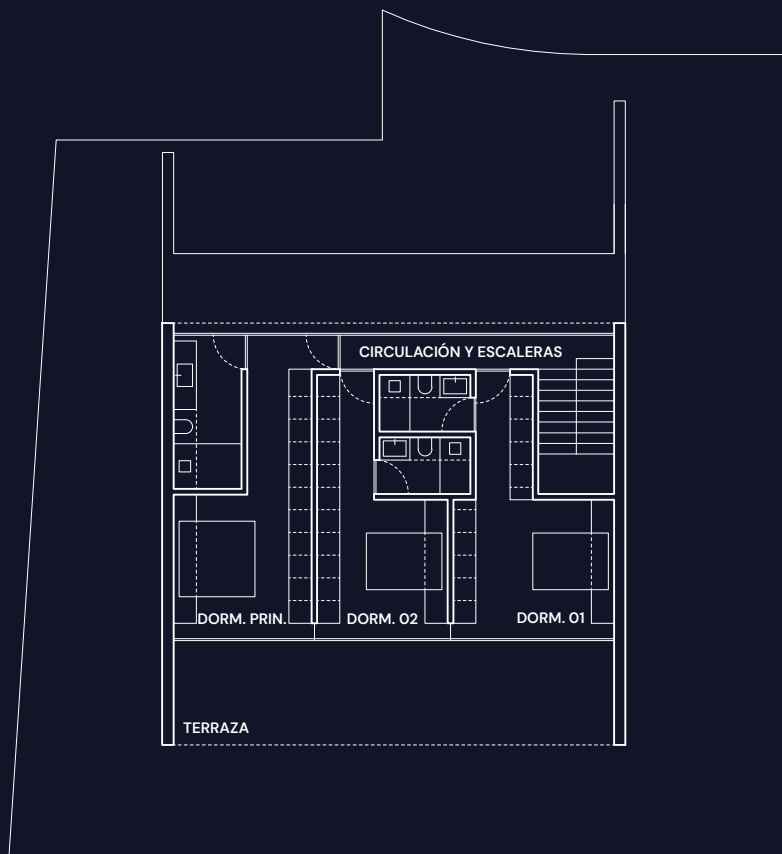 CIRCULACIÓN Y ESCALERAS
DORM. PRIN.
DORM. 02
DORM. 01
TERRAZA